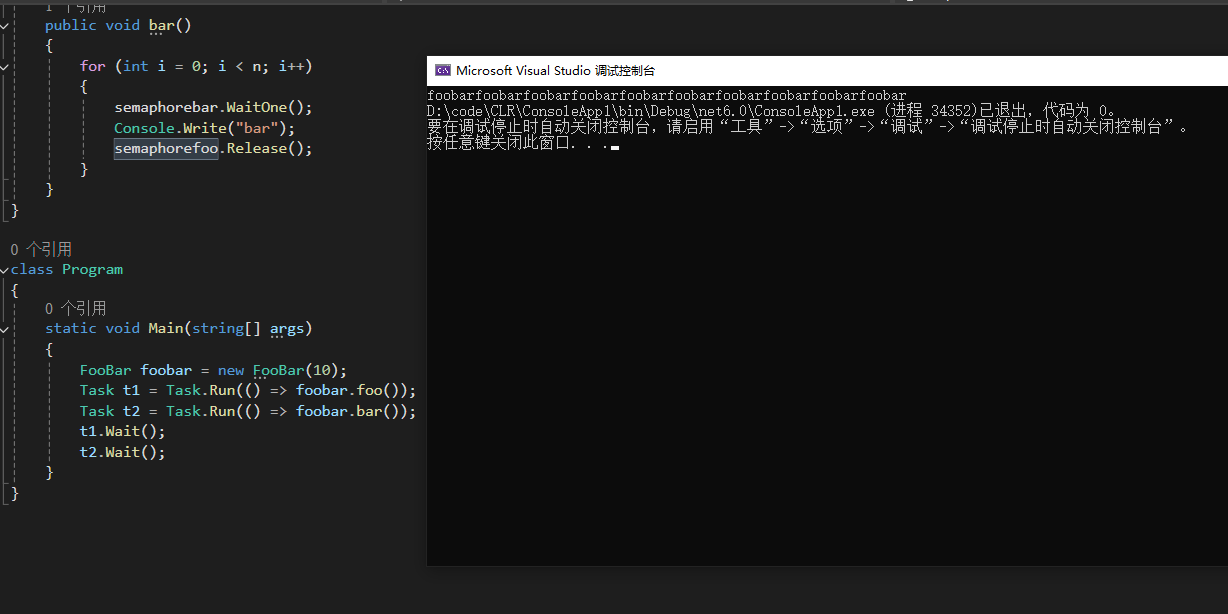 1 个引用
public void bar()
{
for (int i = 0; i < n; i++)
{
semaphorebar.WaitOne();
Console.Write("bar");
semaphorefoo.Release();
}
}
}
0 个引用
class Program
{
0 个引用
static void Main(string[] args)
{
FooBar foobar = new FooBar(10);
Task t1 = Task.Run(() => foobar.foo());
Task t2 = Task.Run(() => foobar.bar());
t1.Wait();
t2.Wait();
}
}
Microsoft Visual Studio 调试控制台
foobarfoobarfoobarfoobarfoobarfoobarfoobarfoobarfoobarfoobar
D:\code\CLR\ConsoleApp1\bin\Debug\net6.0\ConsoleApp1.exe (进程 34352)已退出，代码为 0。
要在调试停止时自动关闭控制台，请启用“工具”->“选项”->“调试”->“调试停止时自动关闭控制台”。
按任意键关闭此窗口. . .